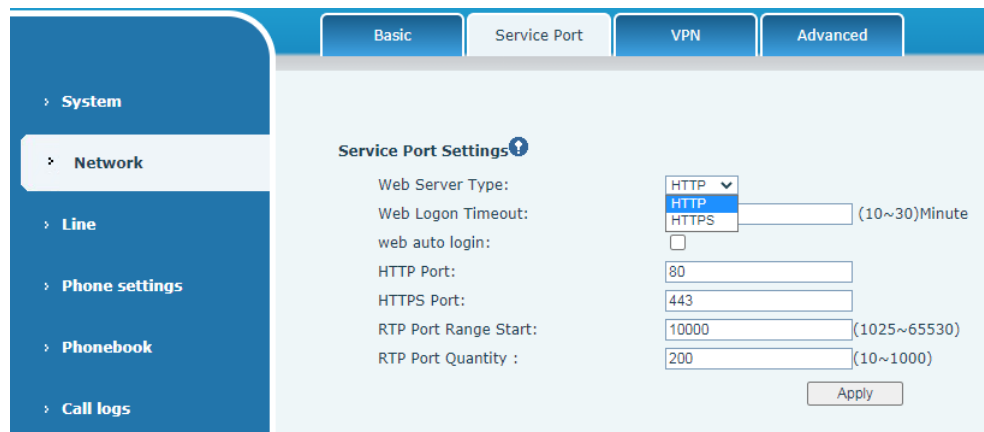 Basic Service Port VPN Advanced
System
Network
Line
Phone settings
Phonebook
Call logs
Service Port Settings
Web Server Type: HTTP
HTTP
HTTPS
Web Logon Timeout: (10~30)Minute
web auto login:
HTTP Port: 80
HTTPS Port: 443
RTP Port Range Start: 10000 (1025~65530)
RTP Port Quantity : 200 (10~1000)
Apply